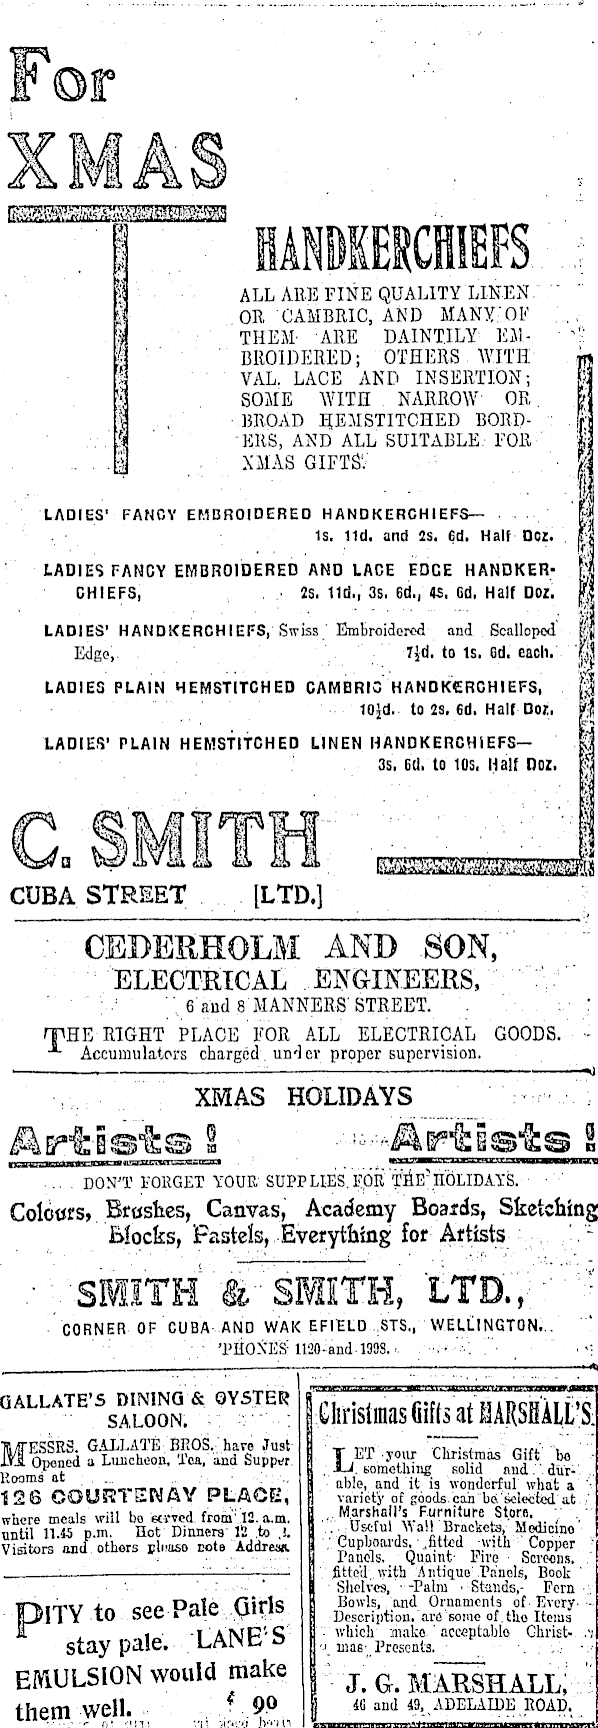 For
XMAS
HANDKERCHIEFS
ALL ARE FINE QUALITY LINEN
OR CAMBRIC, AND MANY OF
THEM ARE DAINTILY EM-
BROIDERED; OTHERS WITH
VAL. LACE AND INSERTION;
SOME WITH NARROW OR
BROAD HEMSTITCHED BORD-
ERS, AND ALL SUITABLE FOR
XMAS GIFTS.
LADIES' FANCY EMBROIDERED HANDKERCHIEFS—
1s. 11d. and 2s. 6d. Half Doz.
LADIES FANCY EMBROIDERED AND LACE EDGE HANDKER-
CHIEFS, 2s. 11d., 3s. 6d., 4s. 6d. Half Doz.
LADIES' HANDKERCHIEFS, Swiss Embroidered and Scalloped
Edge, 7½d. to 1s. 6d. each.
LADIES PLAIN HEMSTITCHED CAMBRIC HANDKERCHIEFS,
10½d. to 2s. 6d. Half Doz.
LADIES' PLAIN HEMSTITCHED LINEN HANDKERCHIEFS—
3s. 6d. to 10s. Half Doz.
C. SMITH
CUBA STREET [LTD.]
CEDERHOLM AND SON,
ELECTRICAL ENGINEERS,
6 and 8 MANNERS STREET.
THE RIGHT PLACE FOR ALL ELECTRICAL GOODS.
Accumulators charged under proper supervision.
XMAS HOLIDAYS
Artists! Artists!
DON'T FORGET YOUR SUPPLIES FOR THE HOLIDAYS.
Colours, Brushes, Canvas, Academy Boards, Sketching
Blocks, Pastels, Everything for Artists
SMITH & SMITH, LTD.,
CORNER OF CUBA AND WAKEFIELD STS., WELLINGTON.
'PHONES 1120 and 1998.
GALLATE'S DINING & OYSTER
SALOON.
MESSRS. GALLATE BROS. have Just
Opened a Luncheon, Tea, and Supper
Rooms at
126 COURTENAY PLACE,
where meals will be served from 12 a.m.
until 11.45 p.m. Hot Dinners 12 to
Visitors and others please note Address
PITY to see Pale Girls
stay pale. LANE'S
EMULSION would make
them well. 90
Christmas Gifts at MARSHALL'S.
LET your Christmas Gift be
something solid and dur-
able, and it is wonderful what a
variety of goods can be selected at
Marshall's Furniture Store.
Useful Wall Brackets, Medicine
Cupboards, fitted with Copper
Panels. Quaint Fire Screens,
fitted with Antique Panels, Book
Shelves, Palm Stands, Fern
Bowls, and Ornaments of Every
Description, are some of the Items
which make acceptable Christ-
mas Presents.
J. G. MARSHALL,
46 and 49, ADELAIDE ROAD.